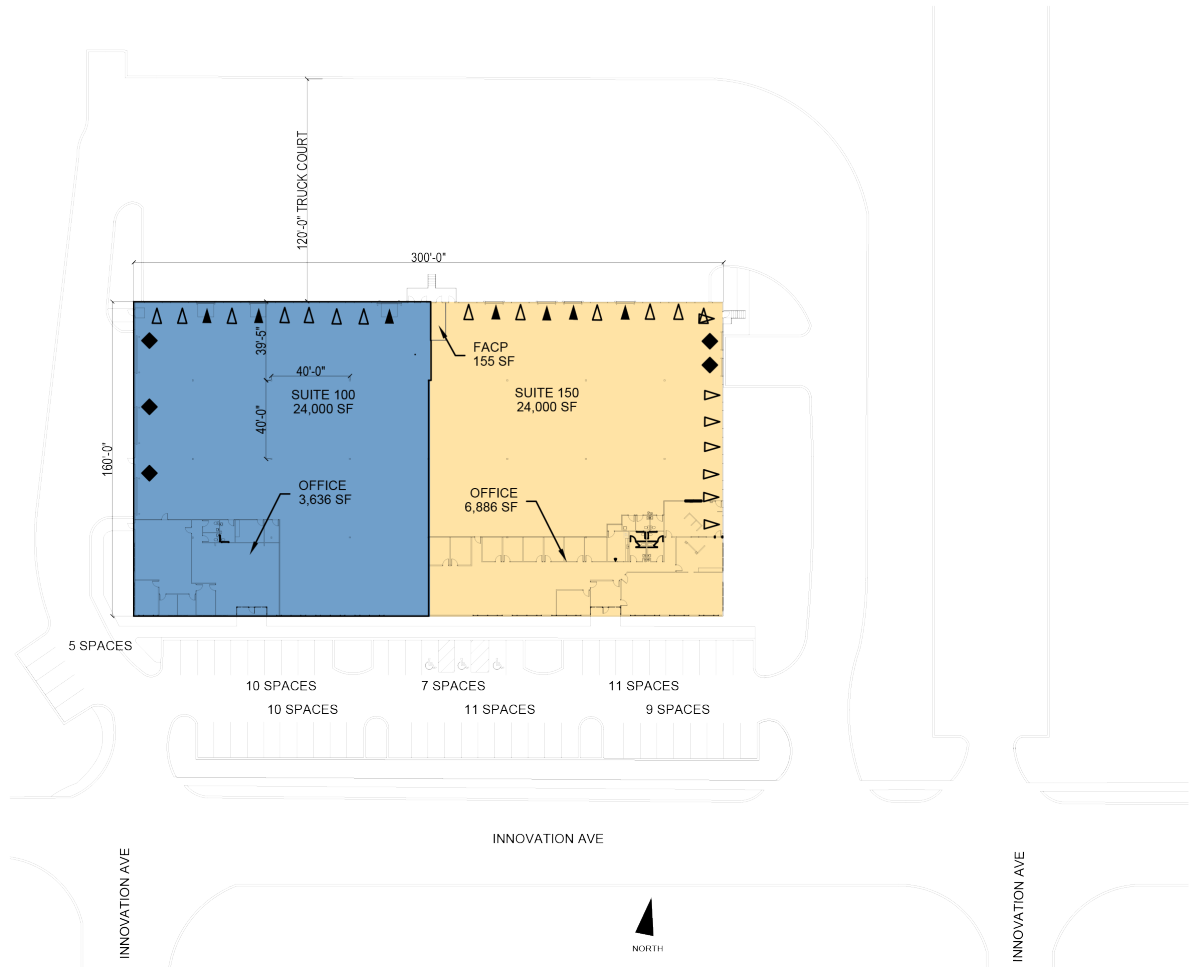 120'-0" TRUCK COURT
300'-0"
39'-5"
FACP
155 SF
40'-0"
SUITE 100
24,000 SF
SUITE 150
24,000 SF
40'-0"
160'-0"
OFFICE
3,636 SF
OFFICE
6,886 SF
5 SPACES
10 SPACES
7 SPACES
11 SPACES
10 SPACES
11 SPACES
9 SPACES
INNOVATION AVE
INNOVATION AVE
INNOVATION AVE
NORTH